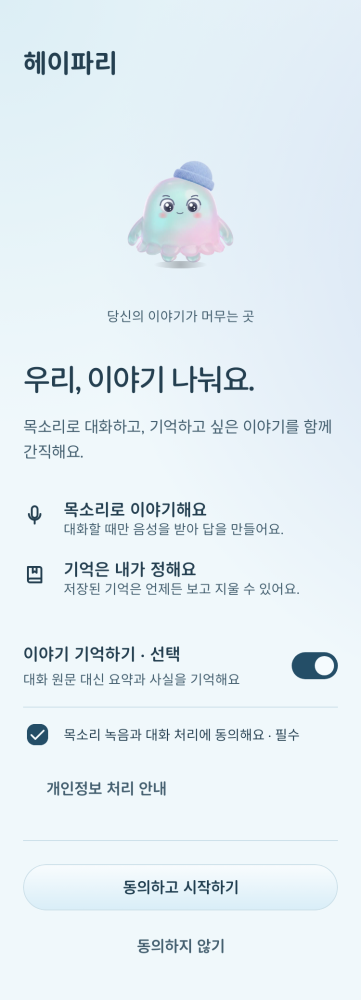 헤이파리
당신의 이야기가 머무는 곳
우리, 이야기 나눠요.
목소리로 대화하고, 기억하고 싶은 이야기를 함께
간직해요.
목소리로 이야기해요
대화할 때만 음성을 받아 답을 만들어요.
기억은 내가 정해요
저장된 기억은 언제든 보고 지울 수 있어요.
이야기 기억하기 · 선택
대화 원문 대신 요약과 사실을 기억해요
목소리 녹음과 대화 처리에 동의해요 · 필수
개인정보 처리 안내
동의하고 시작하기
동의하지 않기